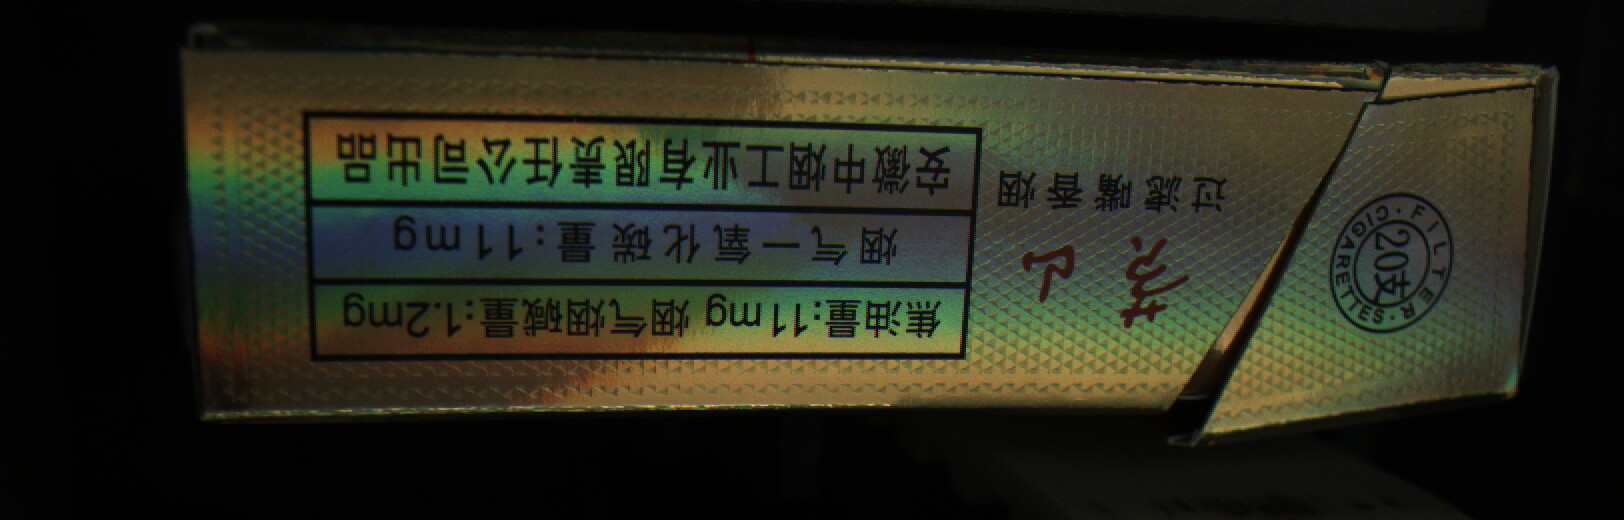 FILTER·CIGARETTES·
20支
黄山
过滤嘴香烟
焦油量:11mg 烟气烟碱量:1.2mg
烟气一氧化碳量:11mg
安徽中烟工业有限责任公司出品